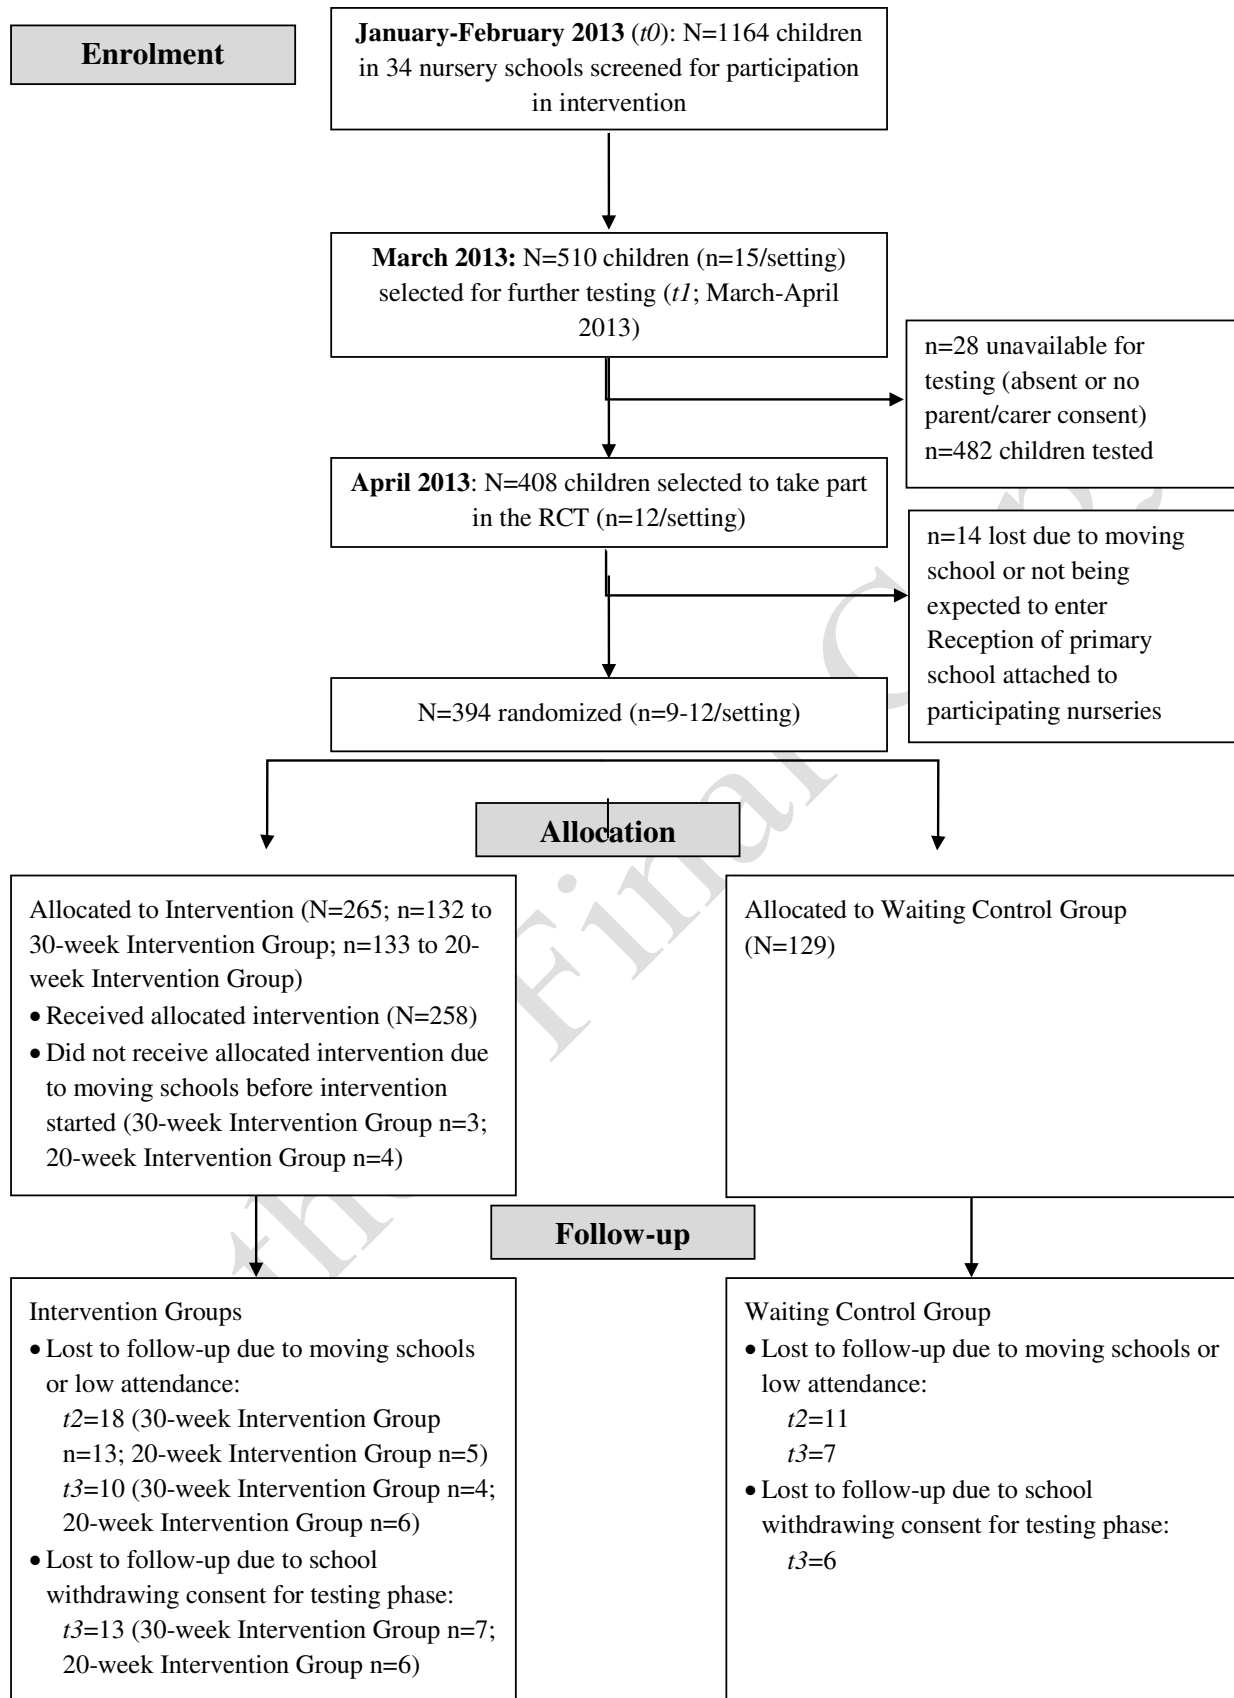 Enrolment
January-February 2013 (t0): N=1164 children
in 34 nursery schools screened for participation
in intervention
March 2013: N=510 children (n=15/setting)
selected for further testing (t1; March-April
2013)
n=28 unavailable for
testing (absent or no
parent/carer consent)
n=482 children tested
April 2013: N=408 children selected to take part
in the RCT (n=12/setting)
n=14 lost due to moving
school or not being
expected to enter
Reception of primary
school attached to
participating nurseries
N=394 randomized (n=9-12/setting)
Allocation
Allocated to Intervention (N=265; n=132 to
30-week Intervention Group; n=133 to 20-
week Intervention Group)
• Received allocated intervention (N=258)
• Did not receive allocated intervention due
to moving schools before intervention
started (30-week Intervention Group n=3;
20-week Intervention Group n=4)
Allocated to Waiting Control Group
(N=129)
Follow-up
Intervention Groups
• Lost to follow-up due to moving schools
or low attendance:
t2=18 (30-week Intervention Group
n=13; 20-week Intervention Group n=5)
t3=10 (30-week Intervention Group n=4;
20-week Intervention Group n=6)
• Lost to follow-up due to school
withdrawing consent for testing phase:
t3=13 (30-week Intervention Group n=7;
20-week Intervention Group n=6)
Waiting Control Group
• Lost to follow-up due to moving schools or
low attendance:
t2=11
t3=7
• Lost to follow-up due to school
withdrawing consent for testing phase:
t3=6